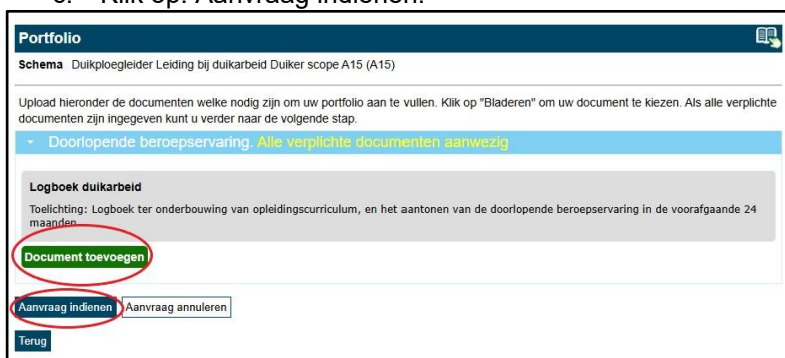 Klik op: Aanvraag indienen.
Portfolio
Schema Duikploegleider Leiding bij duikarbeid Duiker scope A15 (A15)
Upload hieronder de documenten welke nodig zijn om uw portfolio aan te vullen. Klik op "Bladeren" om uw document te kiezen. Als alle verplichte
documenten zijn ingegeven kunt u verder naar de volgende stap.
Doorlopende beroepservaring. Alle verplichte documenten aanwezig
Logboek duikarbeid
Toelichting: Logboek ter onderbouwing van opleidingscurriculum, en het aantonen van de doorlopende beroepservaring in de voorafgaande 24
maanden
Document toevoegen
Aanvraag indienen Aanvraag annuleren
Terug